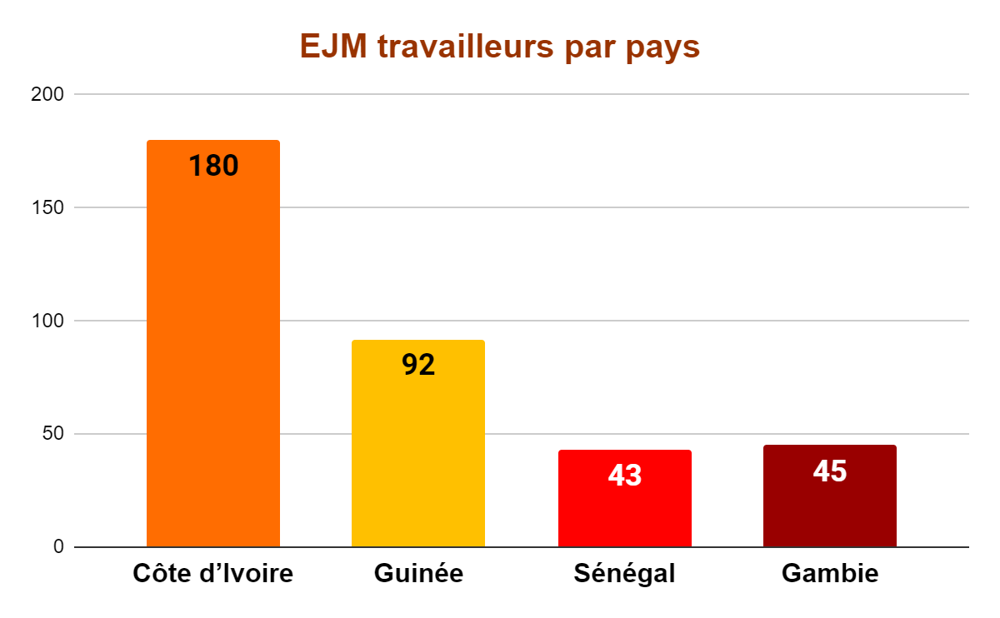 EJM travailleurs par pays
200
150
100
50
0
180
92
43
45
Côte d’Ivoire
Guinée
Sénégal
Gambie